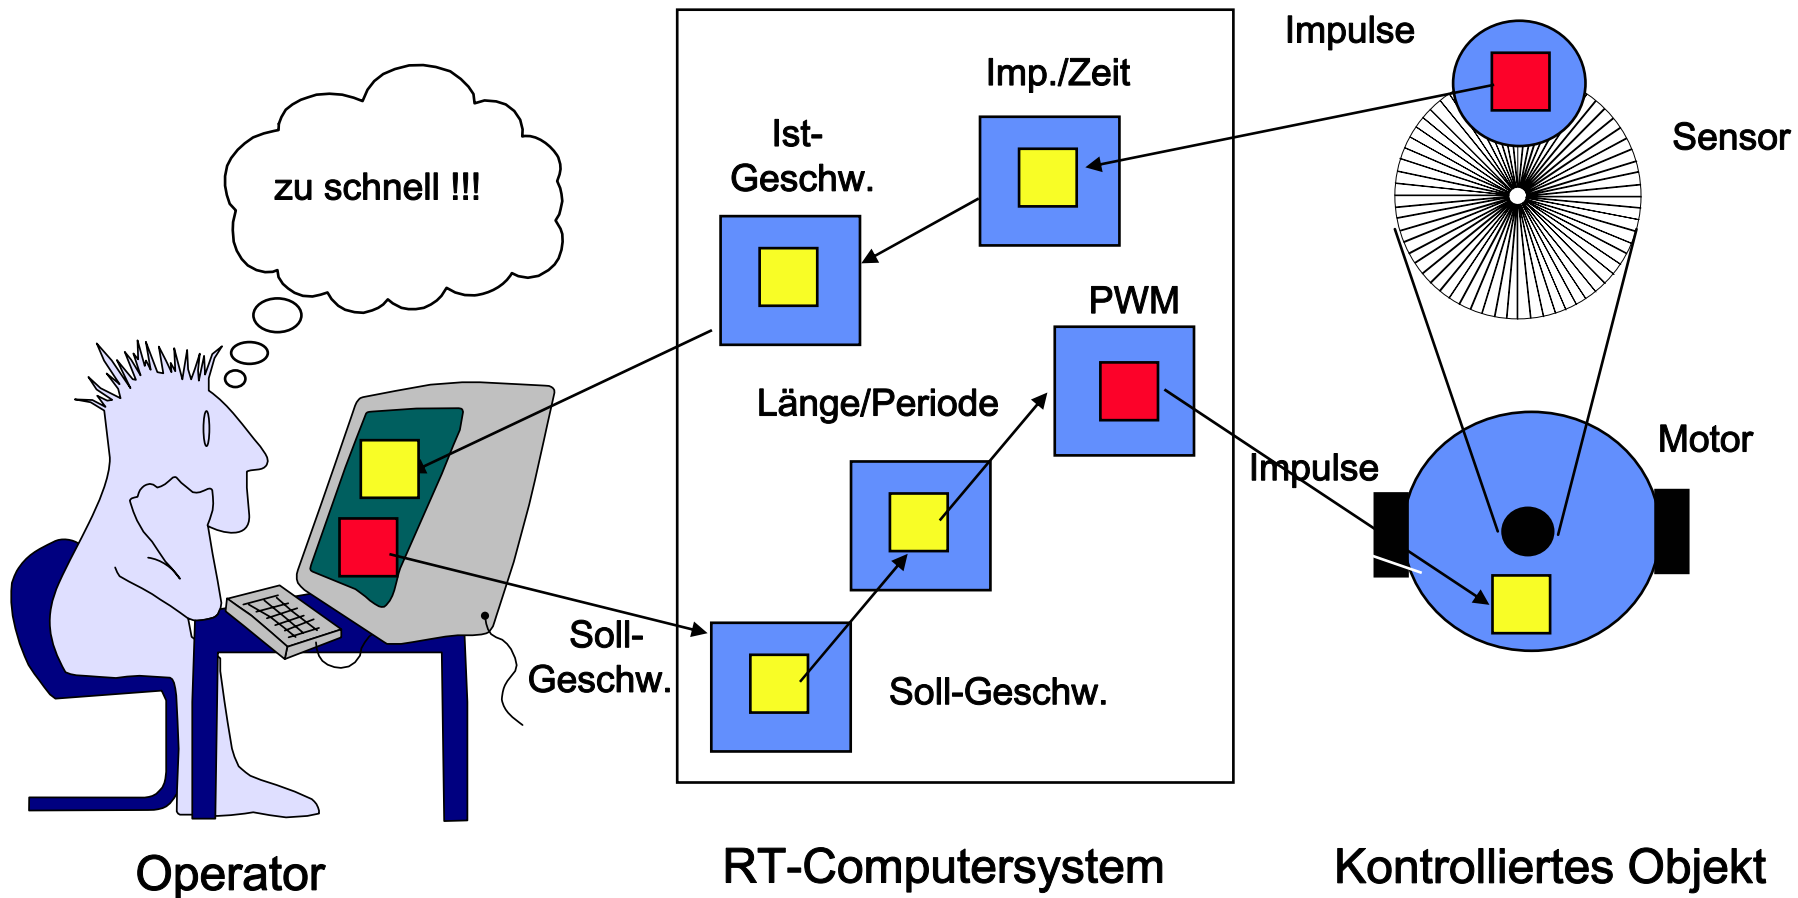 Impulse
Imp./Zeit
Sensor
Ist-
Geschw.
zu schnell !!!
PWM
Länge/Periode
Motor
Impulse
Soll-
Geschw.
Soll-Geschw.
Operator
RT-Computersystem
Kontrolliertes Objekt